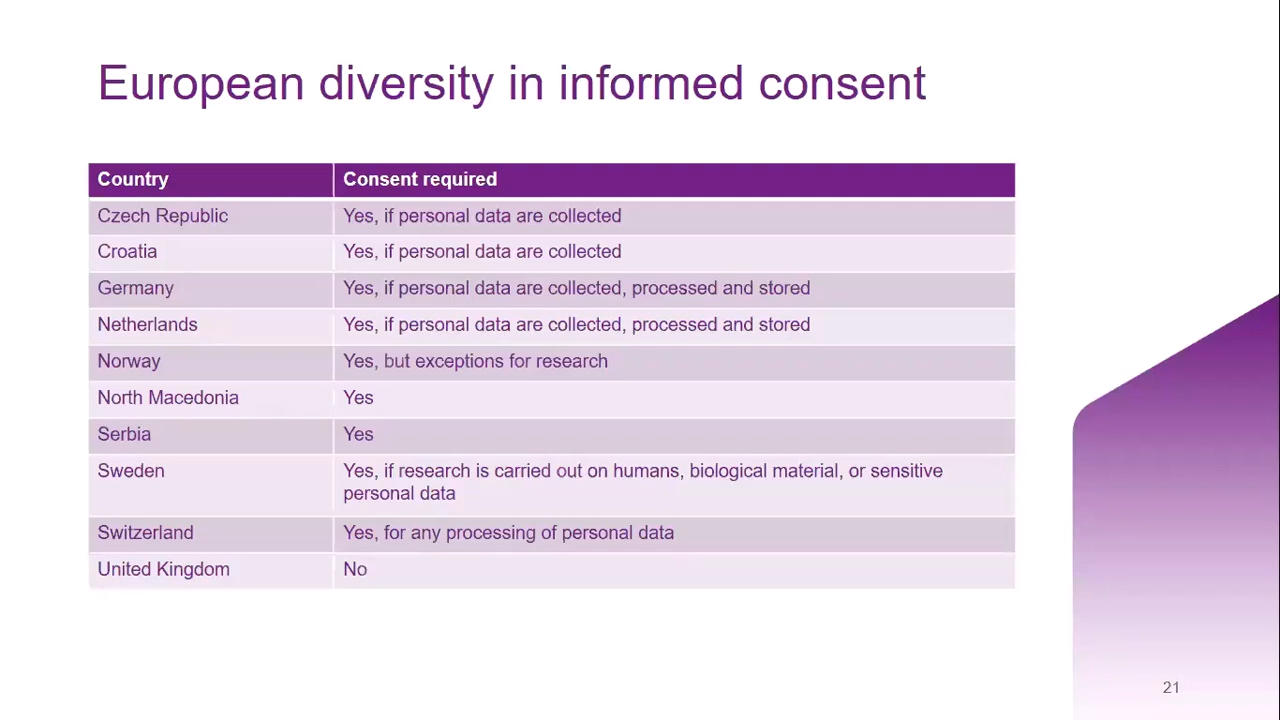 European diversity in informed consent
Country Consent required
Czech Republic Yes, if personal data are collected
Croatia Yes, if personal data are collected
Germany Yes, if personal data are collected, processed and stored
Netherlands Yes, if personal data are collected, processed and stored
Norway Yes, but exceptions for research
North Macedonia Yes
Serbia Yes
Sweden Yes, if research is carried out on humans, biological material, or sensitive
personal data
Switzerland Yes, for any processing of personal data
United Kingdom No
21